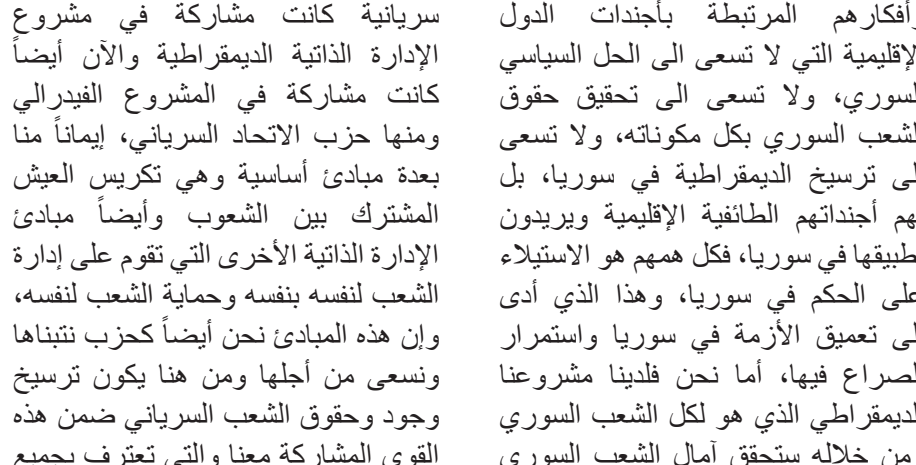 وأفكارهم المرتبطة بأجندات الدول
لإقليمية التي لا تسعى الى الحل السياسي
لسوري، ولا تسعى الى تحقيق حقوق
لشعب السوري بكل مكوناته، ولا تسعى
لى ترسيخ الديمقراطية في سوريا، بل
هم أجنداتهم الطائفية الإقليمية ويريدون
طبيقها في سوريا، فكل همهم هو الاستيلاء
على الحكم في سوريا، وهذا الذي أدى
لى تعميق الأزمة في سوريا واستمرار
لصراع فيها، أما نحن فلدينا مشروعنا
لديمقراطي الذي هو لكل الشعب السوري
من خلاله ستحقق آمال الشعب السوري
سريانية كانت مشاركة في مشروع
الإدارة الذاتية الديمقراطية والآن أيضاً
كانت مشاركة في المشروع الفيدرالي
ومنها حزب الاتحاد السرياني، إيماناً منا
بعدة مبادئ أساسية وهي تكريس العيش
المشترك بين الشعوب وأيضاً مبادئ
الإدارة الذاتية الأخرى التي تقوم على إدارة
الشعب لنفسه بنفسه وحماية الشعب لنفسه،
وإن هذه المبادئ نحن أيضاً كحزب نتبناها
ونسعى من أجلها ومن هنا يكون ترسيخ
وجود وحقوق الشعب السرياني ضمن هذه
القوى المشاركة معنا والتي تعترف بجميع